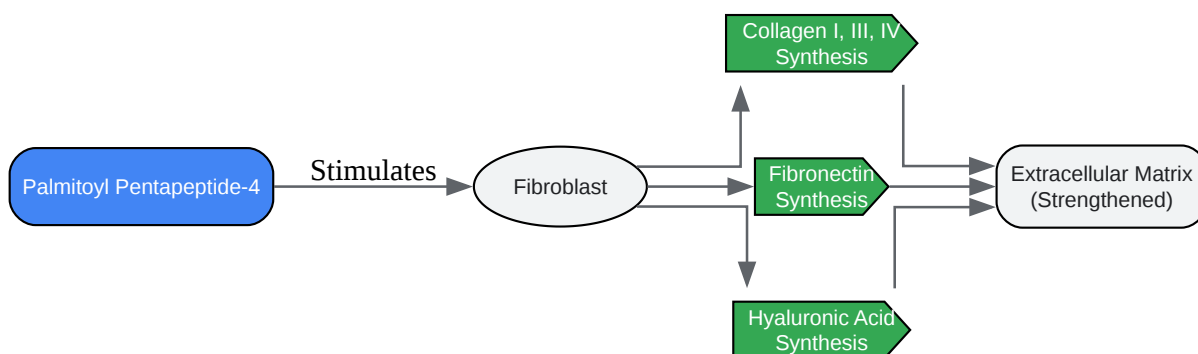 Palmitoyl Pentapeptide-4
Stimulates
Fibroblast
Collagen I, III, IV
Synthesis
Fibronectin
Synthesis
Hyaluronic Acid
Synthesis
Extracellular Matrix
(Strengthened)